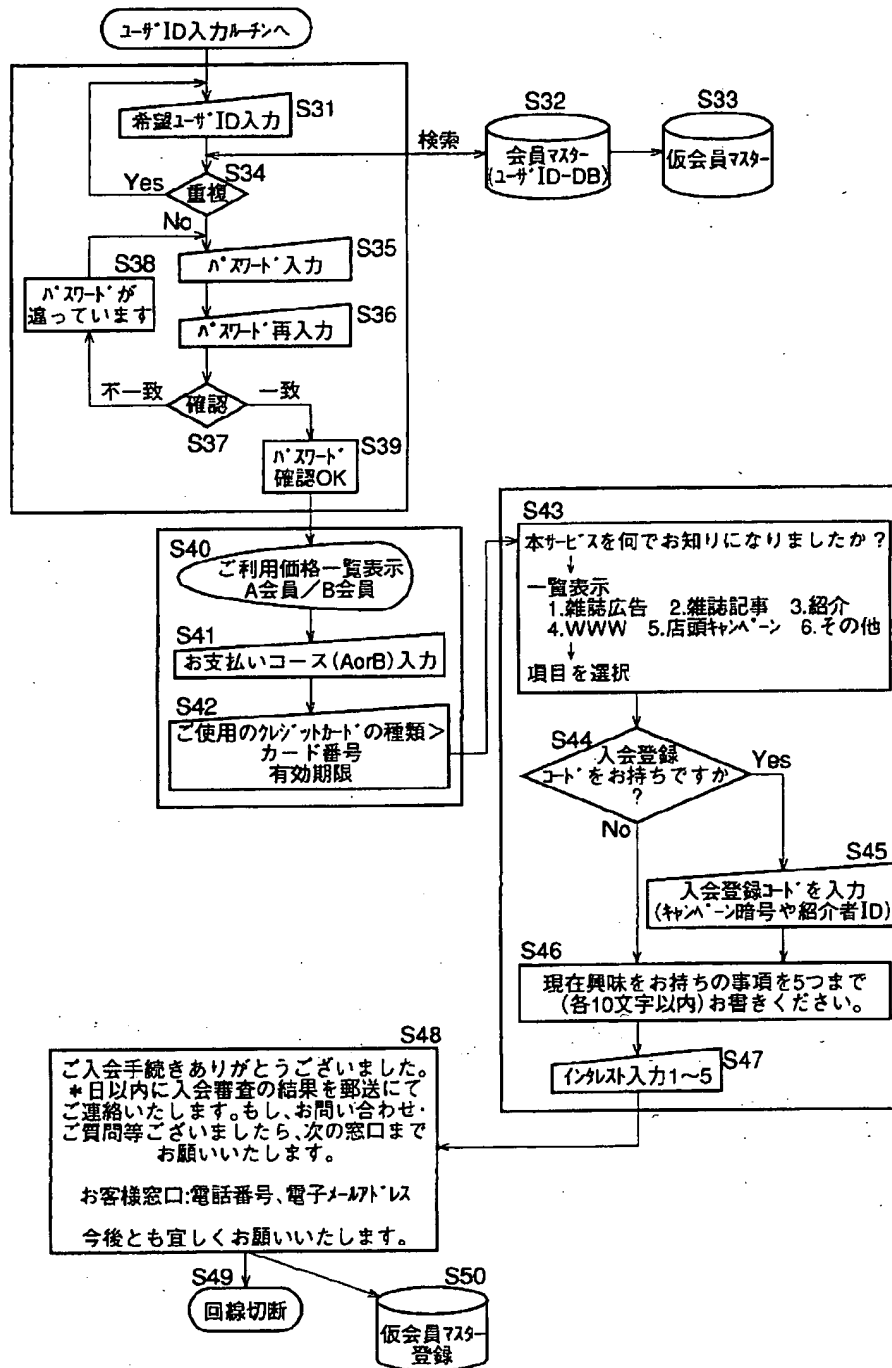 ﾕｰｻﾞID入力ﾙｰﾁﾝへ
S31
希望ﾕｰｻﾞID入力
検索
S32
会員ﾏｽﾀｰ
(ﾕｰｻﾞID-DB)
S33
仮会員ﾏｽﾀｰ
S34
重複
Yes
No
S35
ﾊﾟｽﾜｰﾄﾞ入力
S36
ﾊﾟｽﾜｰﾄﾞ再入力
S38
ﾊﾟｽﾜｰﾄﾞが
違っています
不一致
確認
一致
S37
S39
ﾊﾟｽﾜｰﾄﾞ
確認OK
S40
ご利用価格一覧表示
A会員／B会員
S41
お支払いコース(AorB)入力
S42
ご使用のｸﾚｼﾞｯﾄｶｰﾄﾞの種類>
カード番号
有効期限
S43
本ｻｰﾋﾞｽを何でお知りになりましたか？
↓
一覧表示
1.雑誌広告 2.雑誌記事 3.紹介
4.WWW 5.店頭ｷｬﾝﾍﾟｰﾝ 6.その他
↓
項目を選択
S44
入会登録
ｺｰﾄﾞをお持ちですか
?
Yes
No
S45
入会登録ｺｰﾄﾞを入力
(ｷｬﾝﾍﾟｰﾝ暗号や紹介者ID)
S46
現在興味をお持ちの事項を5つまで
(各10文字以内)お書きください。
S47
ｲﾝﾀﾚｽﾄ入力1〜5
S48
ご入会手続きありがとうございました。
＊日以内に入会審査の結果を郵送にて
ご連絡いたします。もし、お問い合わせ・
ご質問等ございましたら、次の窓口まで
お願いいたします。
お客様窓口:電話番号、電子ﾒｰﾙｱﾄﾞﾚｽ
今後とも宜しくお願いいたします。
S49
回線切断
S50
仮会員ﾏｽﾀｰ
登録